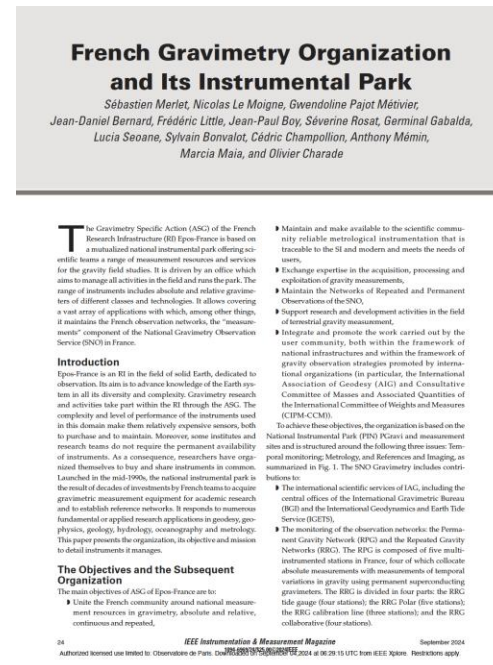 French Gravimetry Organization
and Its Instrumental Park
Sébastien Merlet, Nicolas Le Moigne, Gwendoline Pajot Métivier,
Jean-Daniel Bernard, Frédéric Little, Jean-Paul Boy, Séverine Rosat, Germinal Gabalda,
Lucia Seoane, Sylvain Bonvalot, Cédric Champollion, Anthony Mémin,
Marcia Maia, and Olivier Charade
The Gravimetry Specific Action (ASG) of the French
Research Infrastructure (RI) Epos-France is based on
a mutualized national instrumental park offering sci-
entific teams a range of measurement resources and services
for the gravity field studies. It is driven by an office which
aims to manage all activities in the field and runs the park. The
range of instruments includes absolute and relative gravime-
ters of different classes and technologies. It allows covering
a vast array of applications with which, among other things,
it maintains the French observation networks, the "measure-
ments" component of the National Gravimetry Observation
Service (SNO) in France.
Introduction
Epos-France is an RI in the field of solid Earth, dedicated to
observation. Its aim is to advance knowledge of the Earth sys-
tem in all its diversity and complexity. Gravimetry research
and activities take part within the RI through the ASG. The
complexity and level of performance of the instruments used
in this domain make them relatively expensive sensors, both
to purchase and to maintain. Moreover, some institutes and
research teams do not require the permanent availability
of instruments. As a consequence, researchers have orga-
nized themselves to buy and share instruments in common.
Launched in the mid-1990s, the national instrumental park is
the result of decades of investments by French teams to acquire
gravimetric measurement equipment for academic research
and to establish reference networks. It responds to numerous
fundamental or applied research applications in geodesy, geo-
physics, geology, hydrology, oceanography and metrology.
This paper presents the organization, its objective and mission
to detail instruments it manages.
The Objectives and the Subsequent
Organization
The main objectives of ASG of Epos-France are to:
◗ Unite the French community around national measure-
ment resources in gravimetry, absolute and relative,
continuous and repeated,
◗ Maintain and make available to the scientific commu-
nity reliable metrological instrumentation that is
traceable to the SI and modern and meets the needs of
users,
◗ Exchange expertise in the acquisition, processing and
exploitation of gravity measurements,
◗ Maintain the Networks of Repeated and Permanent
Observations of the SNO,
◗ Support research and development activities in the field
of terrestrial gravity measurement,
◗ Integrate and promote the work carried out by the
user community, both within the framework of
national infrastructures and within the framework of
gravity observation strategies promoted by interna-
tional organizations (in particular, the International
Association of Geodesy (AIG) and Consultative
Committee of Masses and Associated Quantities of
the International Committee of Weights and Measures
(CIPM-CCM)).
To achieve these objectives, the organization is based on the
National Instrumental Park (PIN) PGravi and measurement
sites and is structured around the following three issues: Tem-
poral monitoring; Metrology, and References and Imaging, as
summarized in Fig. 1. The SNO Gravimetry includes contri-
butions to:
◗ The international scientific services of IAG, including the
central offices of the International Gravimetric Bureau
(BGI) and the International Geodynamics and Earth Tide
Service (IGETS),
◗ The monitoring of the observation networks: the Perma-
nent Gravity Network (RPG) and the Repeated Gravity
Networks (RRG). The RPG is composed of five multi-
instrumented stations in France, four of which collocate
absolute measurements with measurements of temporal
variations in gravity using permanent superconducting
gravimeters. The RRG is divided in four parts: the RRG
tide gauge (four stations); the RRG Polar (five stations);
the RRG calibration line (three stations); and the RRG
collaborative (four stations).
24
IEEE Instrumentation & Measurement Magazine
September 2024
Authorized licensed use limited to: Observatoire de Paris. Downloaded on September 04,2024 at 06:29:15 UTC from IEEE Xplore. Restrictions apply.